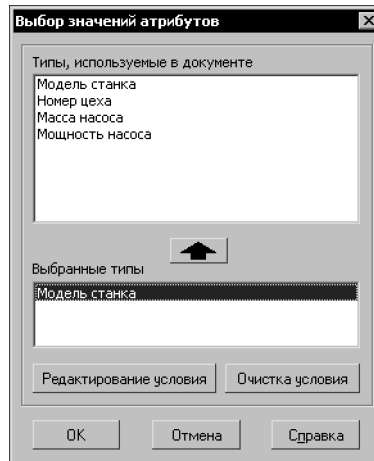 Выбор значений атрибутов
Типы, используемые в документе
Модель станка
Номер цеха
Масса насоса
Мощность насоса
Выбранные типы
Модель станка
Редактирование условия
Очистка условия
OK
Отмена
Справка